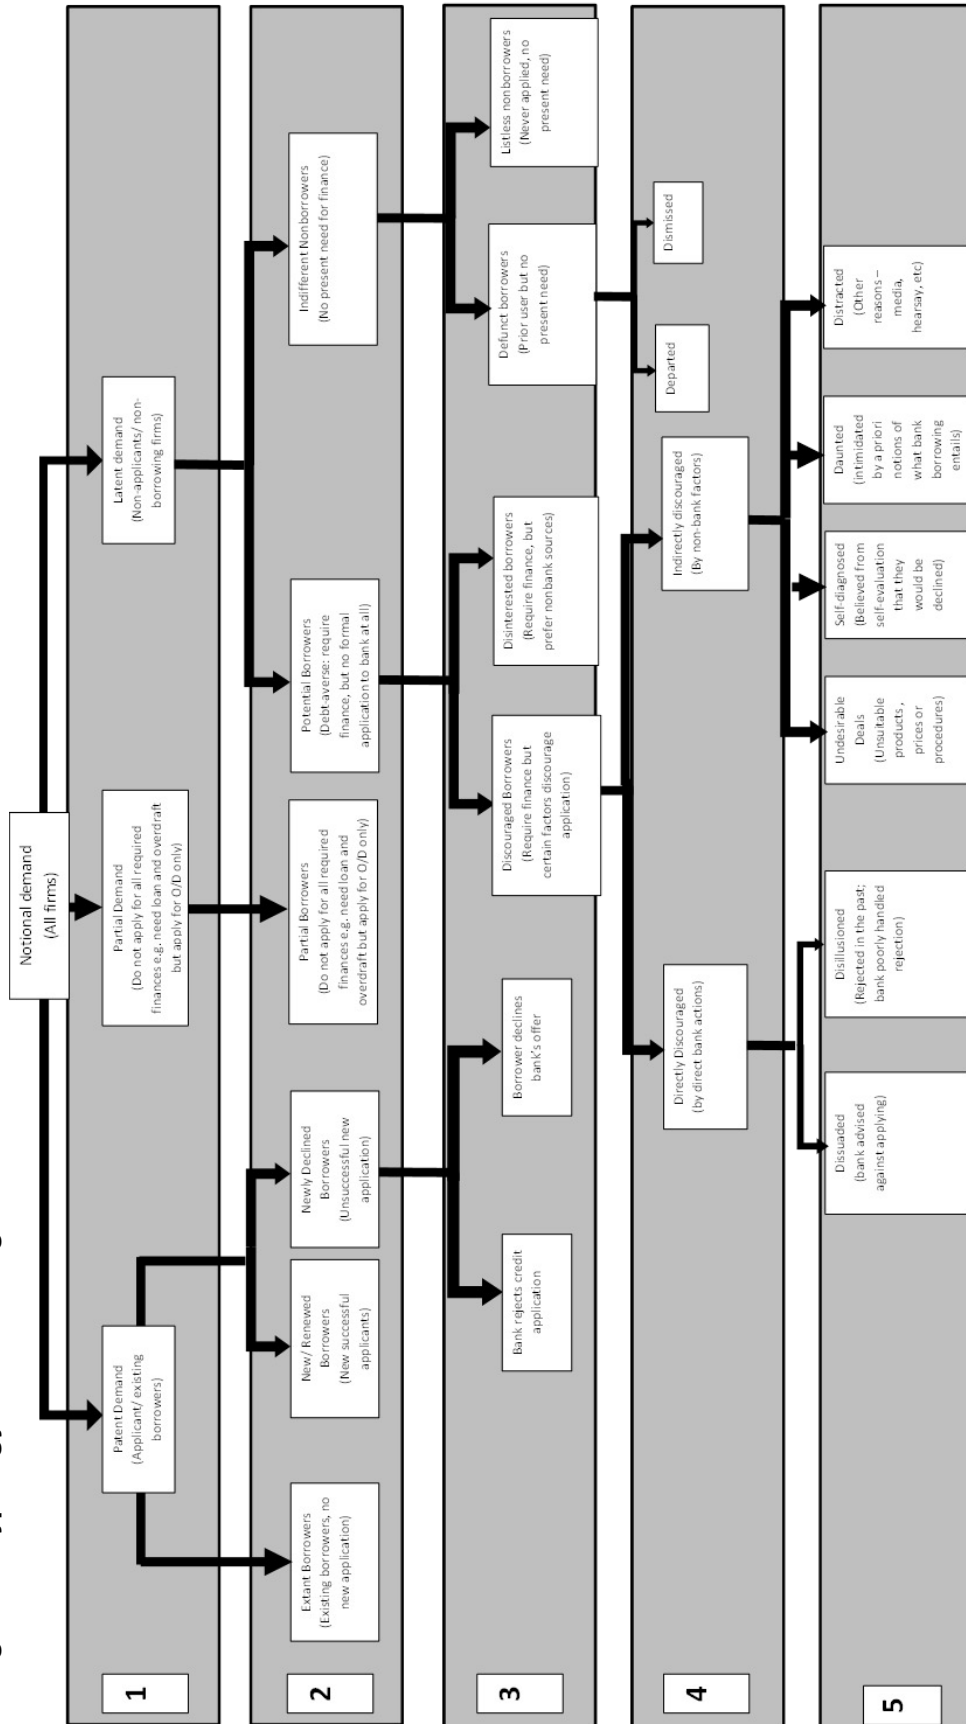 Notional demand
(All firms)
1
Patent Demand
(Applicant/ existing
borrowers)
Partial Demand
(Do not apply for all required
finances e.g. need loan and overdraft
but apply for O/D only)
Latent demand
(Non-applicants/ non-
borrowing firms)
2
Extant Borrowers
(Existing borrowers, no
new application)
New/ Renewed
Borrowers
(New successful
applicants)
Newly Declined
Borrowers
(Unsuccessful new
application)
Partial Borrowers
(Do not apply for all required
finances e.g. need loan and
overdraft but apply for O/D only)
Potential Borrowers
(Debt-averse: require
finance, but no formal
application to bank at all)
Indifferent Nonborrowers
(No present need for finance)
3
Bank rejects credit
application
Borrower declines
bank's offer
Discouraged Borrowers
(Require finance but
certain factors discourage
application)
Disinterested borrowers
(Require finance, but
prefer nonbank sources)
Defunct borrowers
(Prior user but no
present need)
Listless nonborrowers
(Never applied, no
present need)
4
Directly Discouraged
(by direct bank actions)
Indirectly discouraged
(By non-bank factors)
Departed
Dismissed
5
Dissuaded
(bank advised
against applying)
Disillusioned
(Rejected in the past;
bank poorly handled
rejection)
Undesirable
Deals
(Unsuitable
products,
prices or
procedures)
Self-diagnosed
(Believed from
self-evaluation
that they
would be
declined)
Daunted
(intimidated
by a priori
notions of
what bank
borrowing
entails)
Distracted
(Other
reasons –
media,
hearsay, etc)